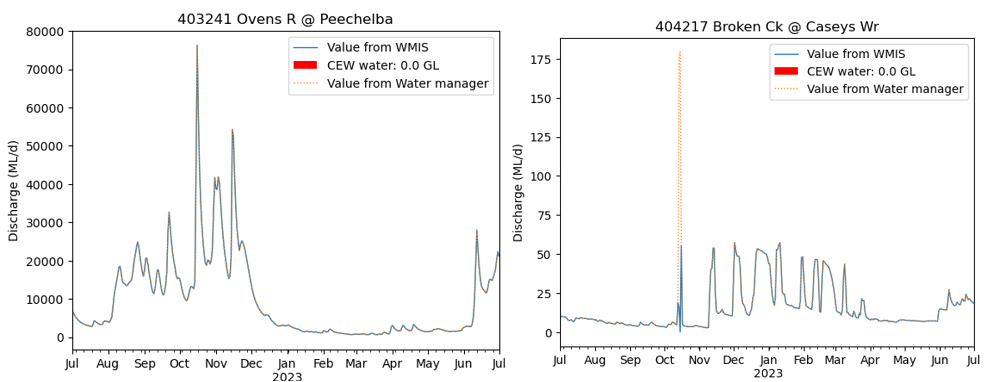 403241 Ovens R @ Peechelba
Discharge (ML/d)
80000
70000
60000
50000
40000
30000
20000
10000
0
Value from WMIS
CEW water: 0.0 GL
Value from Water manager
Jul Aug Sep Oct Nov Dec Jan Feb Mar Apr May Jun Jul
2023
404217 Broken Ck @ Caseys Wr
Discharge (ML/d)
175
150
125
100
75
50
25
0
Value from WMIS
CEW water: 0.0 GL
Value from Water manager
Jul Aug Sep Oct Nov Dec Jan Feb Mar Apr May Jun Jul
2023